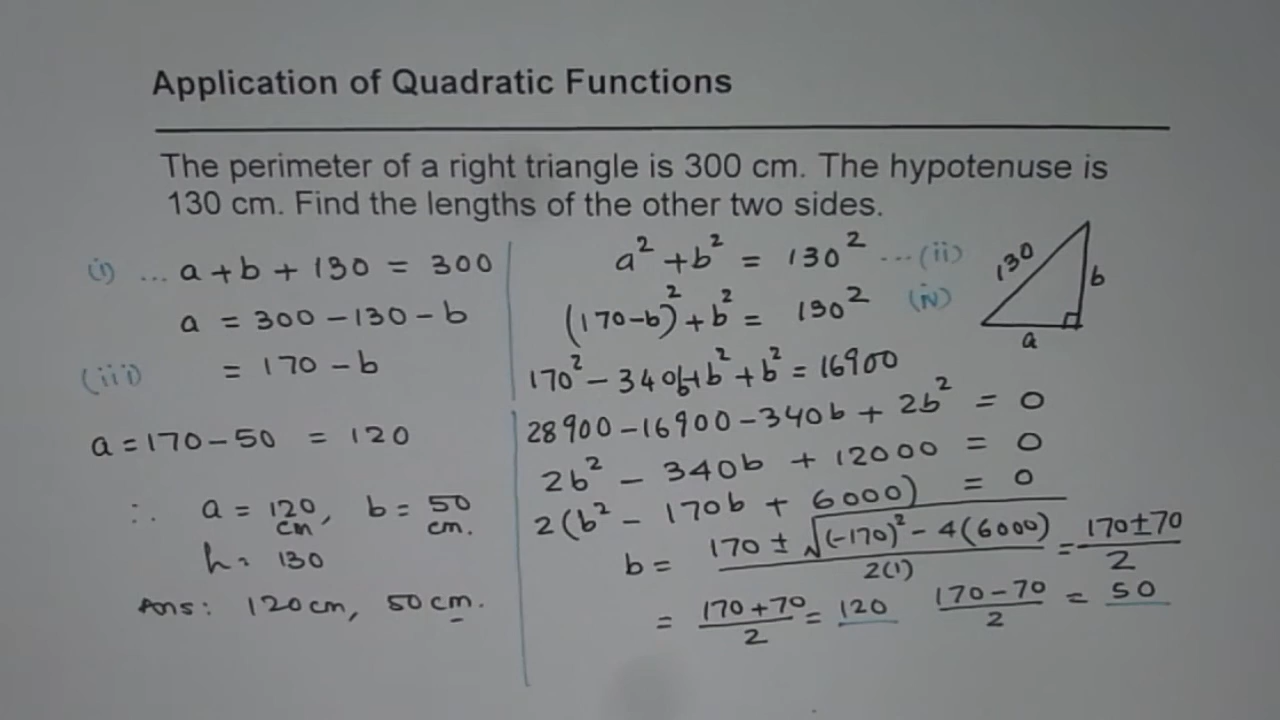 Application of Quadratic Functions
The perimeter of a right triangle is 300 cm. The hypotenuse is
130 cm. Find the lengths of the other two sides.
(i) ... a + b + 130 = 300
a = 300 - 130 - b
(iii) = 170 - b
a = 170 - 50 = 120
∴ a = 120 cm, b = 50 cm.
h = 130
Ans: 120 cm, 50 cm.
a² + b² = 130² ... (ii)
(170-b)² + b² = 130² (iv)
170² - 340b + b² + b² = 16900
28900 - 16900 - 340b + 2b² = 0
2b² - 340b + 12000 = 0
2(b² - 170b + 6000) = 0
b = 170 ± √(-170)² - 4(6000) / 2(1) = 170 ± 70 / 2
= 170 + 70 / 2 = 120 170 - 70 / 2 = 50
130
b
a